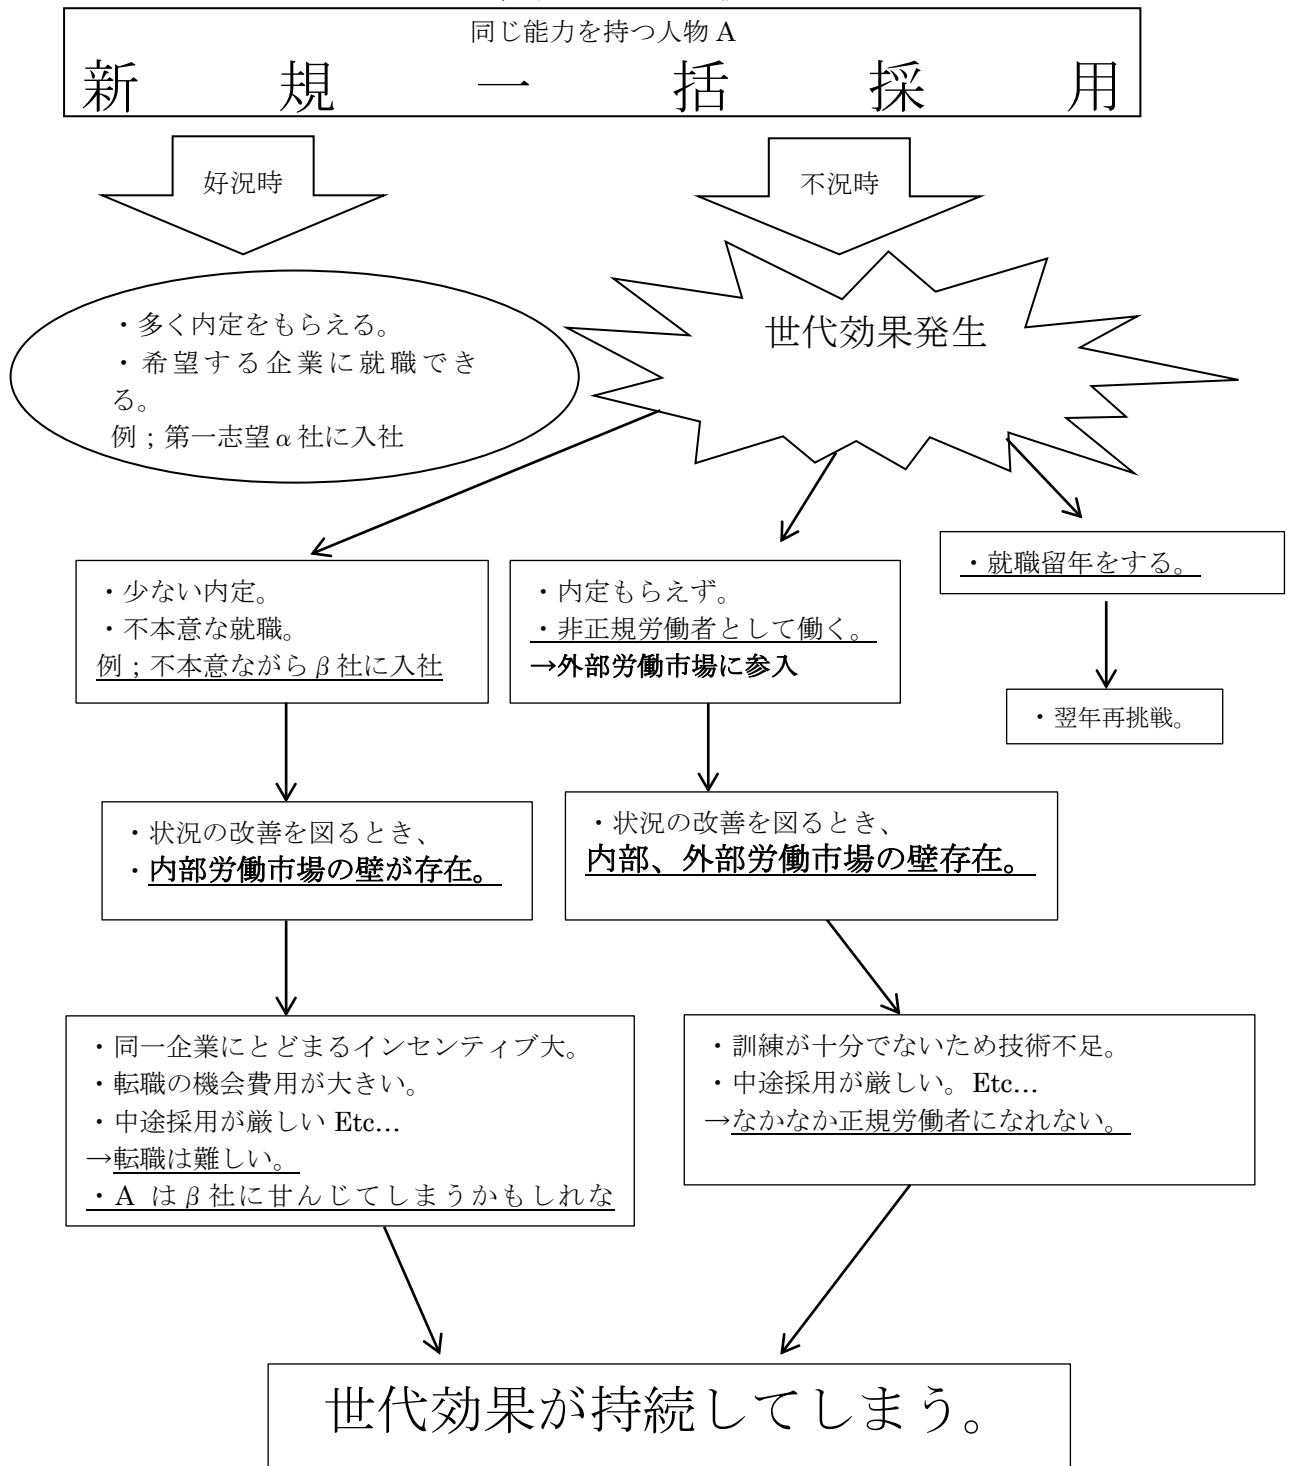 同じ能力を持つ人物 A
新規一括採用
好況時
不況時
・多く内定をもらえる。
・希望する企業に就職でき
る。
例；第一志望α社に入社
世代効果発生
・少ない内定。
・不本意な就職。
例；不本意ながらβ社に入社
・内定もらえず。
・非正規労働者として働く。
→外部労働市場に参入
・就職留年をする。
・翌年再挑戦。
・状況の改善を図るとき、
・内部労働市場の壁が存在。
・状況の改善を図るとき、
内部、外部労働市場の壁存在。
・同一企業にとどまるインセンティブ大。
・転職の機会費用が大きい。
・中途採用が厳しい Etc…
→転職は難しい。
・A はβ社に甘んじてしまうかもしれな
・訓練が十分でないため技術不足。
・中途採用が厳しい。Etc…
→なかなか正規労働者になれない。
世代効果が持続してしまう。